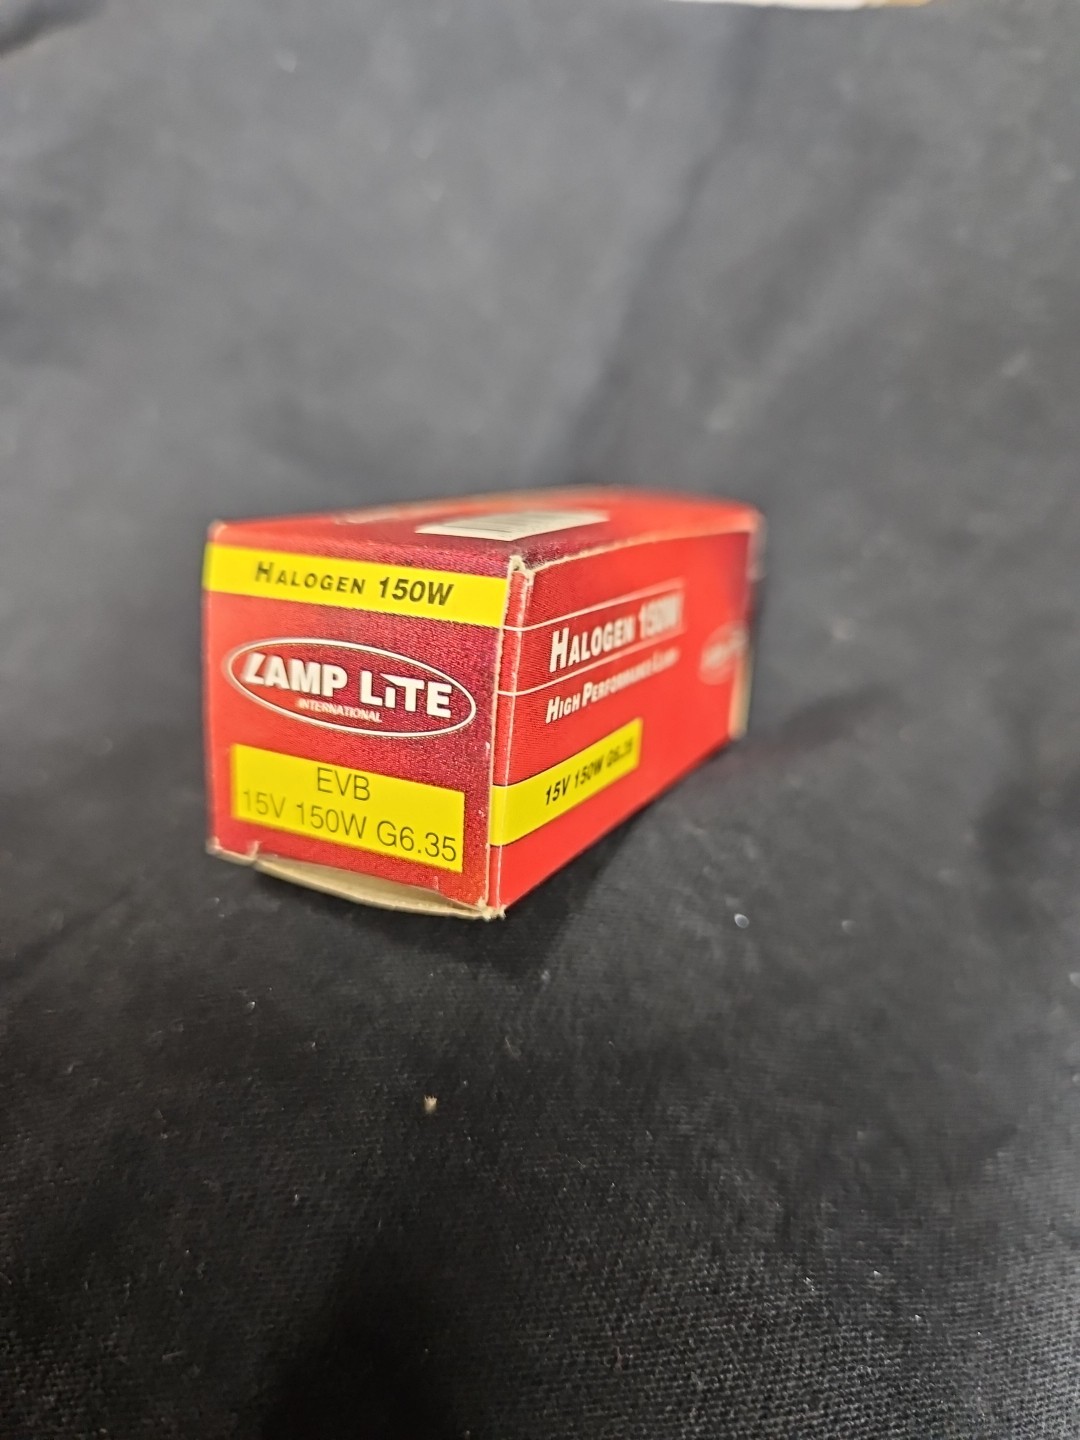 HALOGEN 150W
LAMP LiTE
INTERNATIONAL
EVB
15V 150W G6.35
HALOGEN 150W
HIGH PERFORMANCE LAMP
15V 150W G6.35